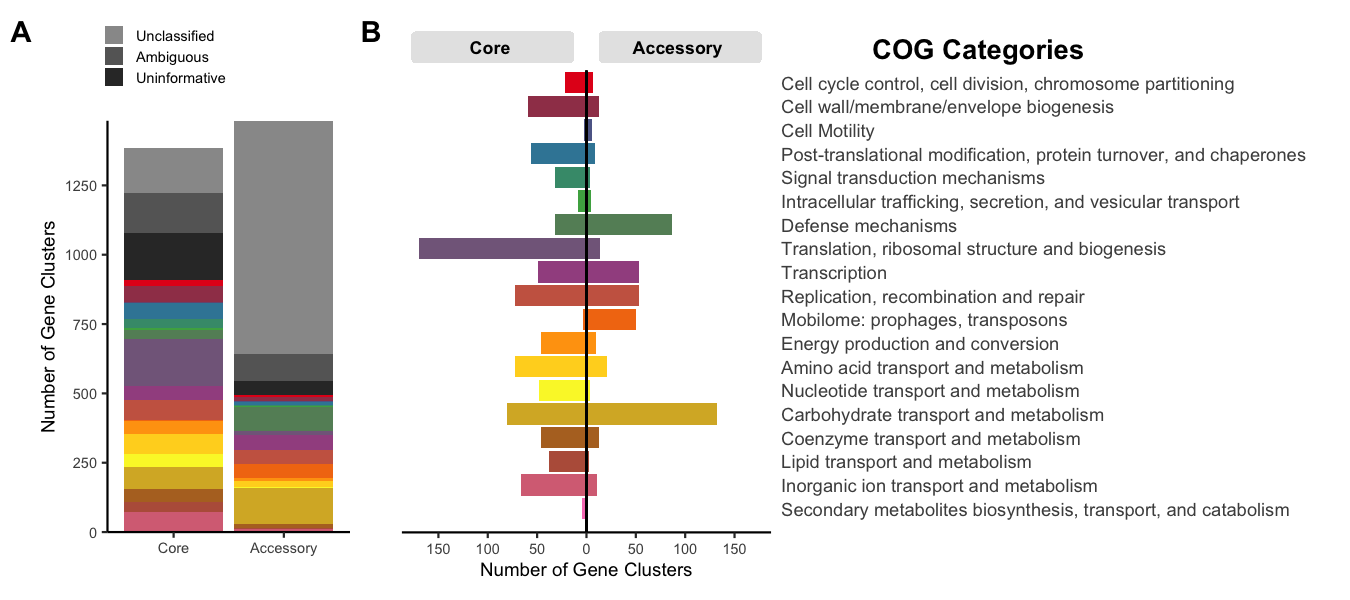 A
Unclassified
Ambiguous
Uninformative
Number of Gene Clusters
1250
1000
750
500
250
0
Core
Accessory
B
Core
Accessory
150
100
50
0
50
100
150
Number of Gene Clusters
COG Categories
Cell cycle control, cell division, chromosome partitioning
Cell wall/membrane/envelope biogenesis
Cell Motility
Post-translational modification, protein turnover, and chaperones
Signal transduction mechanisms
Intracellular trafficking, secretion, and vesicular transport
Defense mechanisms
Translation, ribosomal structure and biogenesis
Transcription
Replication, recombination and repair
Mobilome: prophages, transposons
Energy production and conversion
Amino acid transport and metabolism
Nucleotide transport and metabolism
Carbohydrate transport and metabolism
Coenzyme transport and metabolism
Lipid transport and metabolism
Inorganic ion transport and metabolism
Secondary metabolites biosynthesis, transport, and catabolism